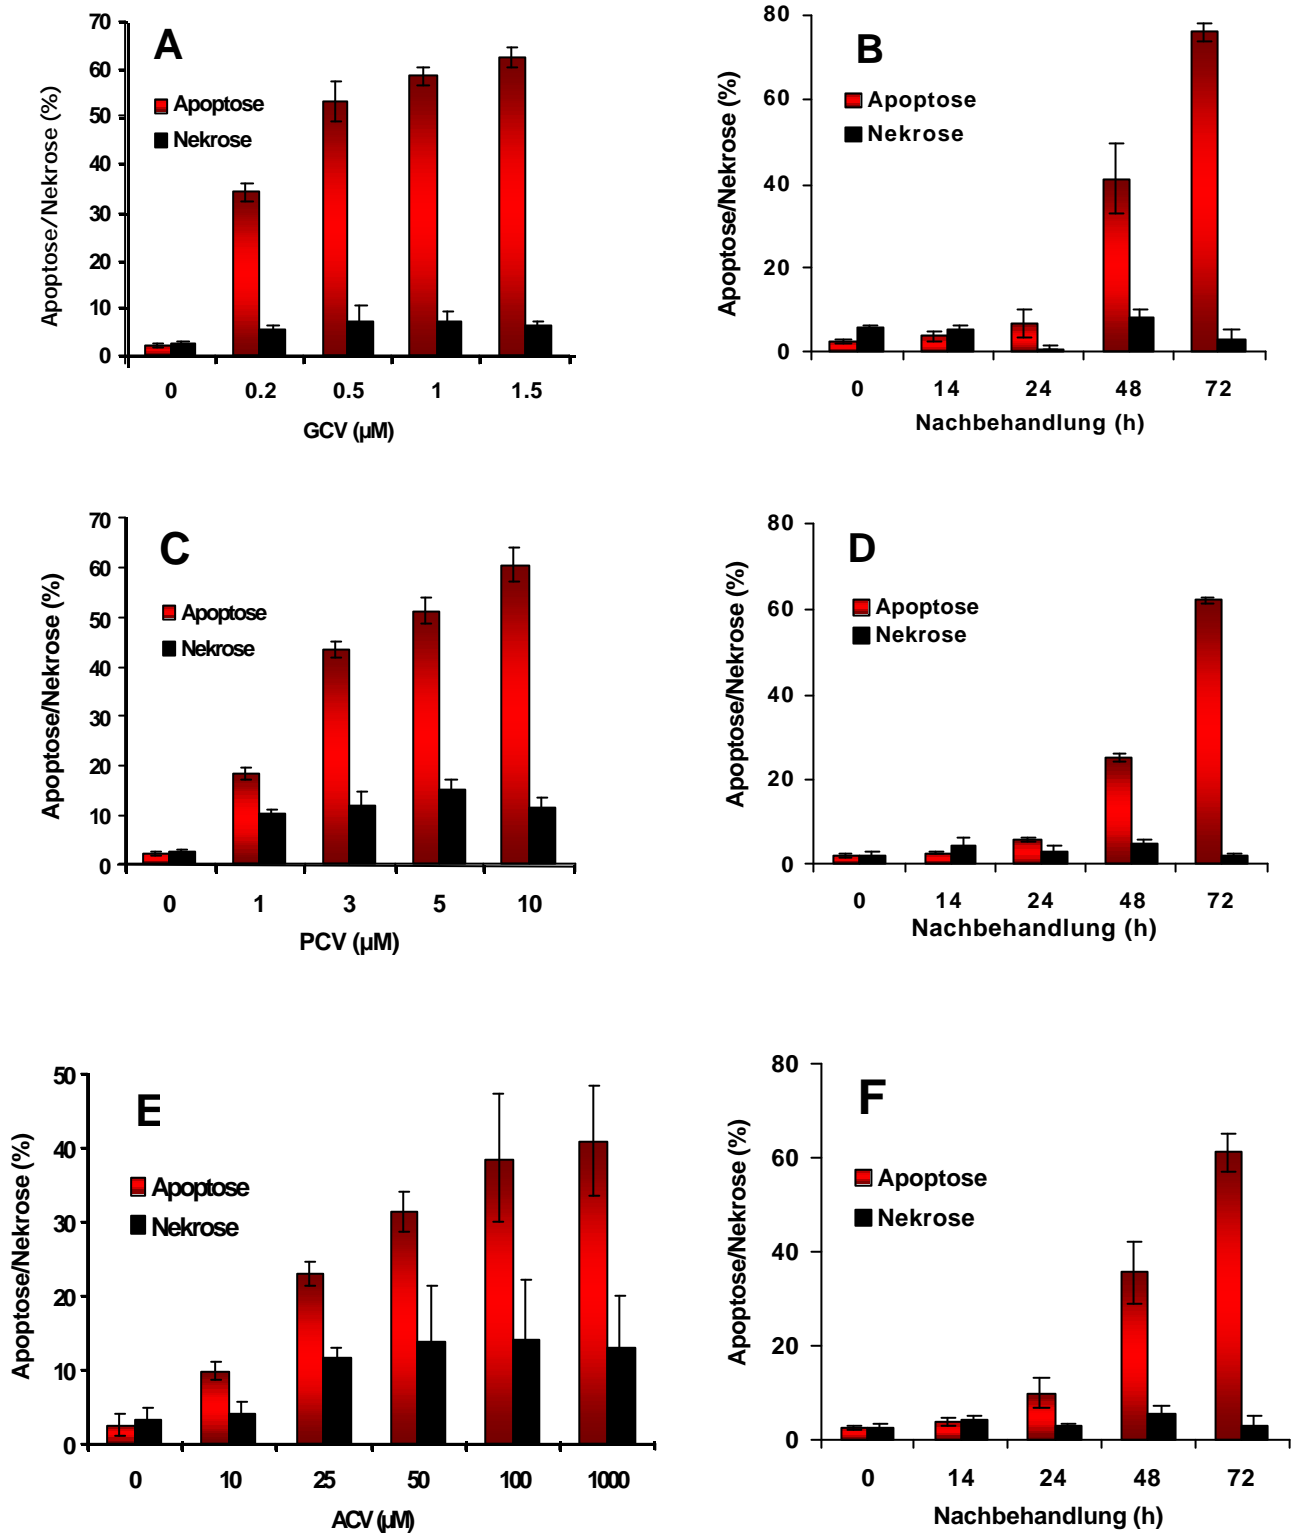 A
Apoptose/Nekrose (%)
70
60
50
40
30
20
10
0
Apoptose
Nekrose
0 0.2 0.5 1 1.5
GCV (µM)
B
Apoptose/Nekrose (%)
80
60
40
20
0
Apoptose
Nekrose
0 14 24 48 72
Nachbehandlung (h)
C
Apoptose/Nekrose (%)
70
60
50
40
30
20
10
0
Apoptose
Nekrose
0 1 3 5 10
PCV (µM)
D
Apoptose/Nekrose (%)
80
60
40
20
0
Apoptose
Nekrose
0 14 24 48 72
Nachbehandlung (h)
E
Apoptose/Nekrose (%)
50
40
30
20
10
0
Apoptose
Nekrose
0 10 25 50 100 1000
ACV (µM)
F
Apoptose/Nekrose (%)
80
60
40
20
0
Apoptose
Nekrose
0 14 24 48 72
Nachbehandlung (h)